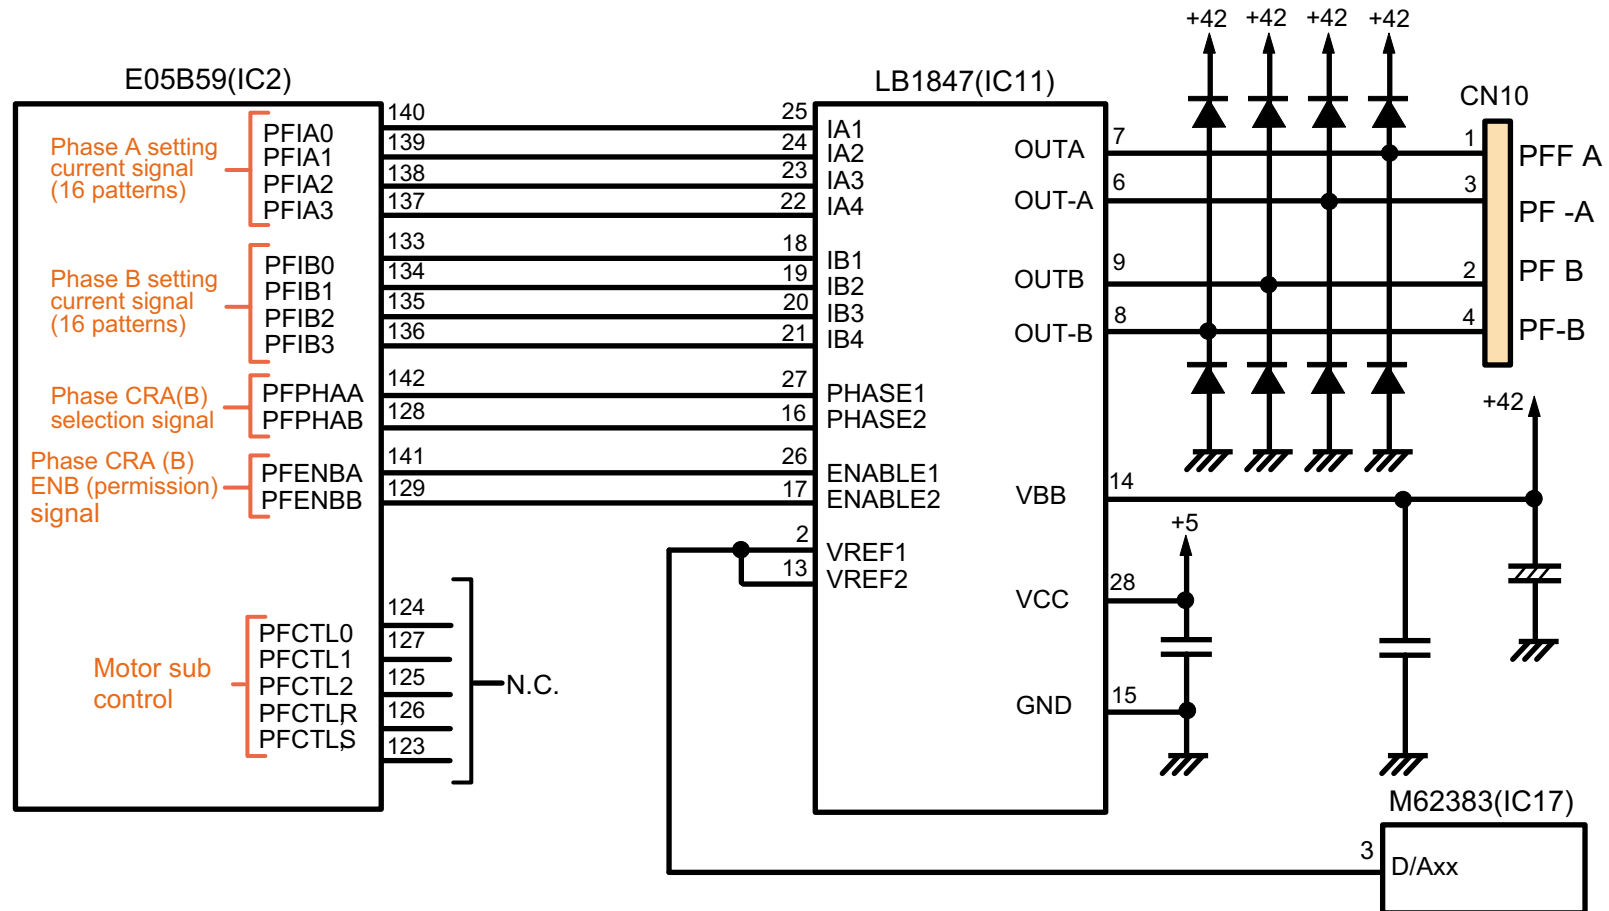 +42 +42 +42 +42
E05B59(IC2)
LB1847(IC11)
CN10
Phase A setting
current signal
(16 patterns)
PFIA0
PFIA1
PFIA2
PFIA3
140
139
138
137
25
24
23
22
IA1
IA2
IA3
IA4
Phase B setting
current signal
(16 patterns)
PFIB0
PFIB1
PFIB2
PFIB3
133
134
135
136
18
19
20
21
IB1
IB2
IB3
IB4
Phase CRA(B)
selection signal
PFPHAA
PFPHAB
142
128
27
16
PHASE1
PHASE2
Phase CRA (B)
ENB (permission)
signal
PFENBA
PFENBB
141
129
26
17
ENABLE1
ENABLE2
2
13
VREF1
VREF2
Motor sub
control
PFCTL0
PFCTL1
PFCTL2
PFCTL,R
PFCTL,S
124
127
125
126
123
N.C.
OUTA 7 1 PFF A
OUT-A 6 3 PF -A
OUTB 9 2 PF B
OUT-B 8 4 PF-B
+42
VBB 14
+5
VCC 28
GND 15
M62383(IC17)
3 D/Axx